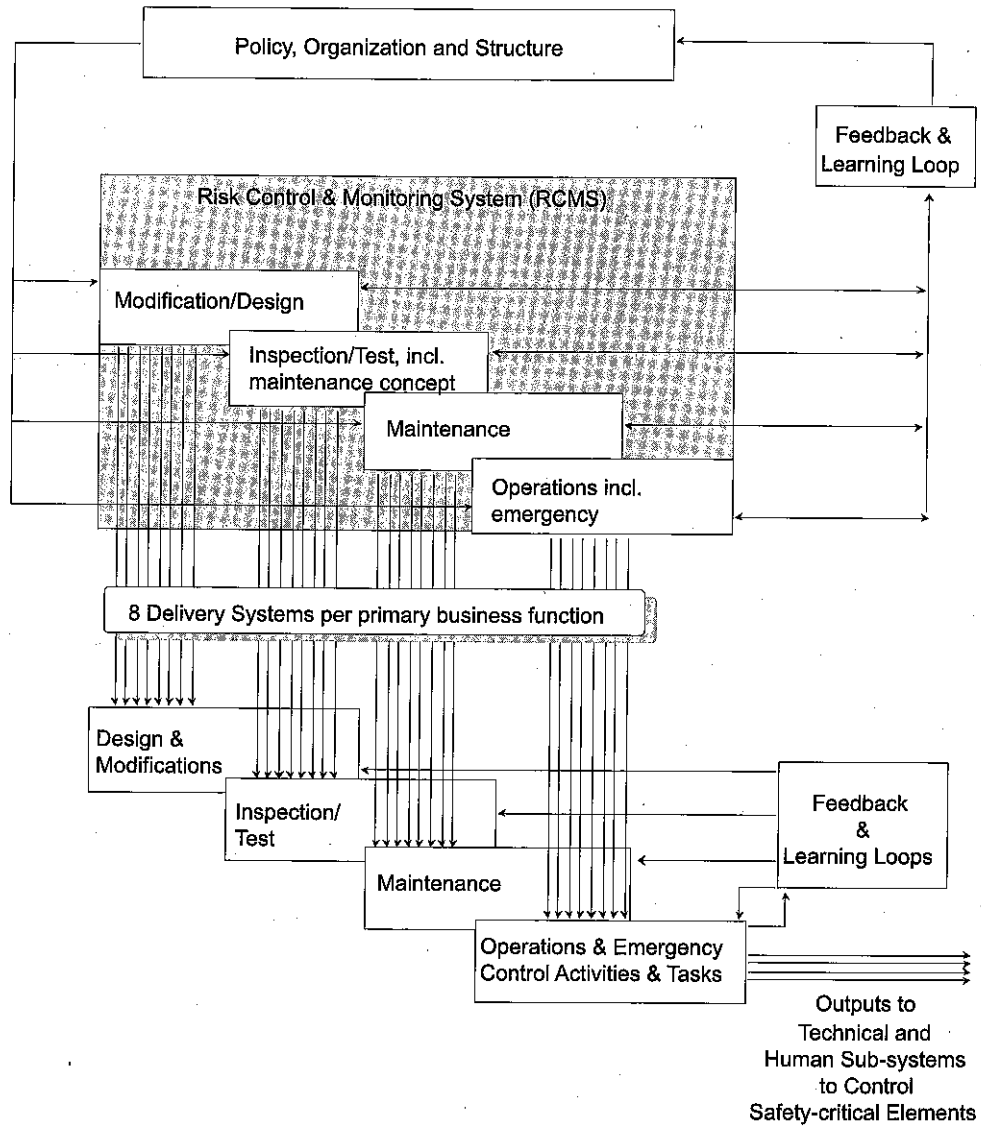 Policy, Organization and Structure
Feedback &
Learning Loop
Risk Control & Monitoring System (RCMS)
Modification/Design
Inspection/Test, incl.
maintenance concept
Maintenance
Operations incl.
emergency
8 Delivery Systems per primary business function
Design &
Modifications
Inspection/
Test
Maintenance
Feedback
&
Learning Loops
Operations & Emergency
Control Activities & Tasks
Outputs to
Technical and
Human Sub-systems
to Control
Safety-critical Elements